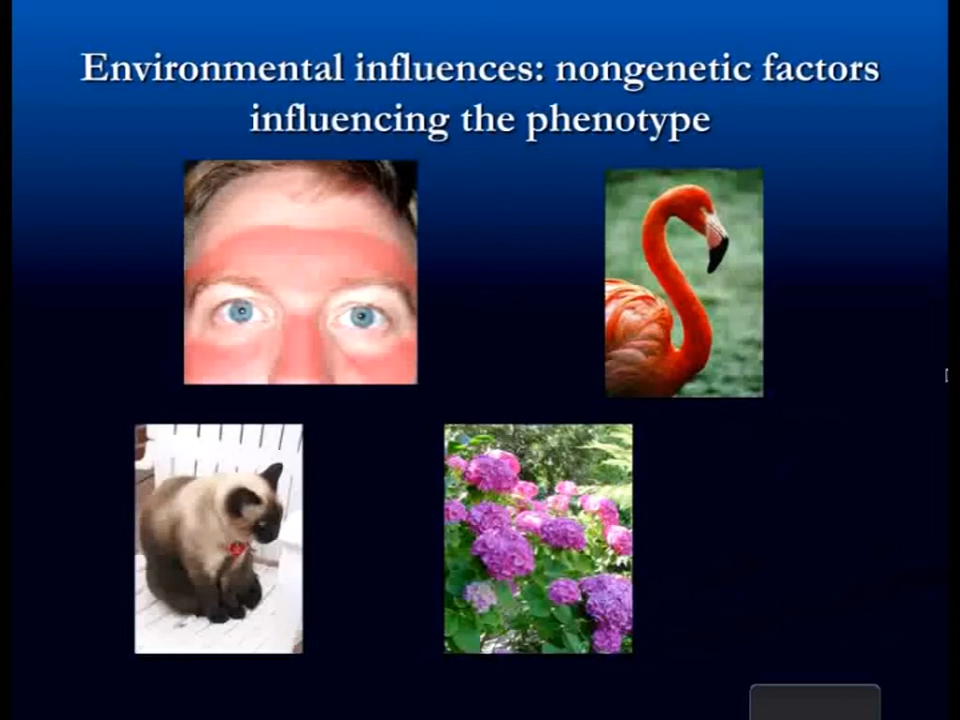 Environmental influences: nongenetic factors
influencing the phenotype